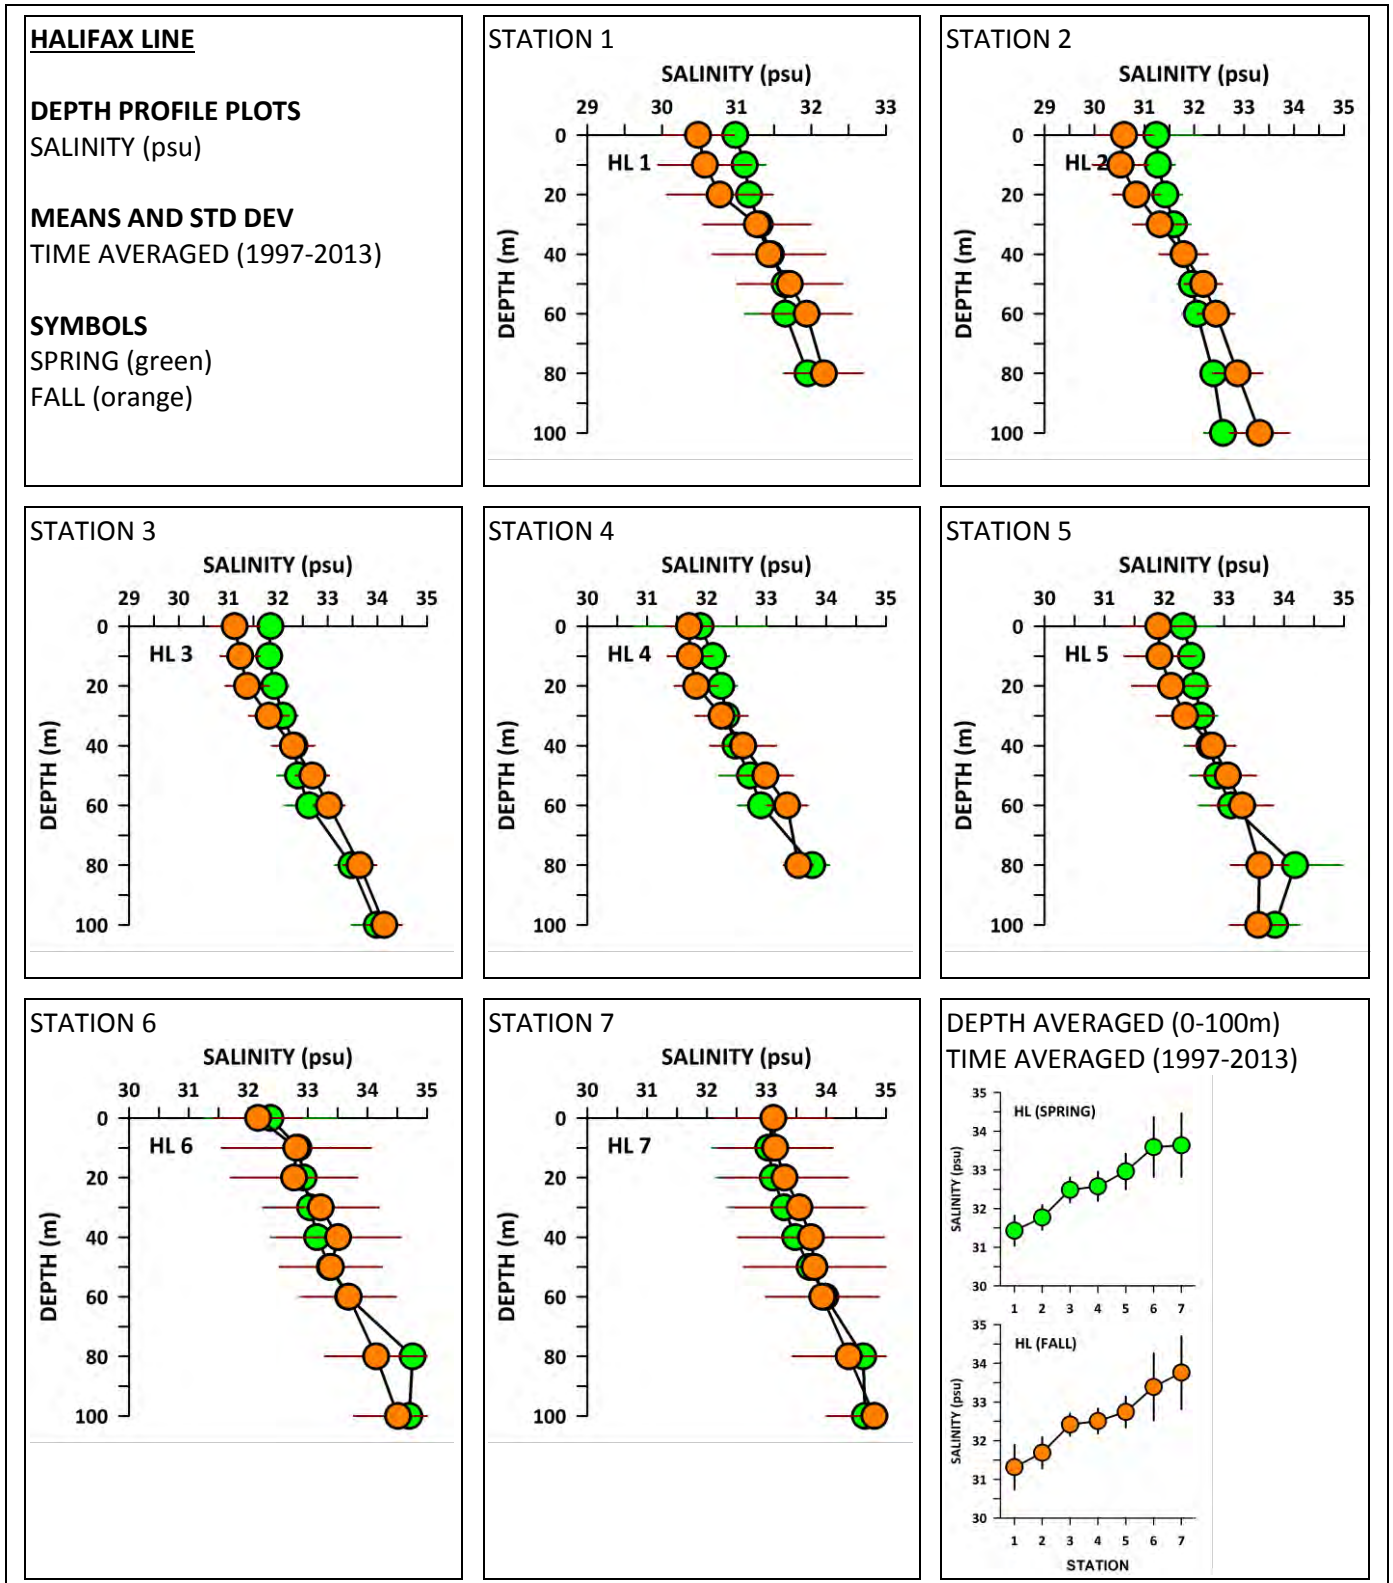 HALIFAX LINE
DEPTH PROFILE PLOTS
SALINITY (psu)
MEANS AND STD DEV
TIME AVERAGED (1997-2013)
SYMBOLS
SPRING (green)
FALL (orange)
STATION 1
SALINITY (psu)
29 30 31 32 33
0
HL 1
20
40
60
80
100
DEPTH (m)
STATION 2
SALINITY (psu)
29 30 31 32 33 34 35
0
HL 2
20
40
60
80
100
DEPTH (m)
STATION 3
SALINITY (psu)
29 30 31 32 33 34 35
0
HL 3
20
40
60
80
100
DEPTH (m)
STATION 4
SALINITY (psu)
30 31 32 33 34 35
0
HL 4
20
40
60
80
100
DEPTH (m)
STATION 5
SALINITY (psu)
30 31 32 33 34 35
0
HL 5
20
40
60
80
100
DEPTH (m)
STATION 6
SALINITY (psu)
30 31 32 33 34 35
0
HL 6
20
40
60
80
100
DEPTH (m)
STATION 7
SALINITY (psu)
30 31 32 33 34 35
0
HL 7
20
40
60
80
100
DEPTH (m)
DEPTH AVERAGED (0-100m)
TIME AVERAGED (1997-2013)
35
HL (SPRING)
34
33
32
31
30
SALINITY (psu)
1 2 3 4 5 6 7
35
HL (FALL)
34
33
32
31
30
SALINITY (psu)
1 2 3 4 5 6 7
STATION